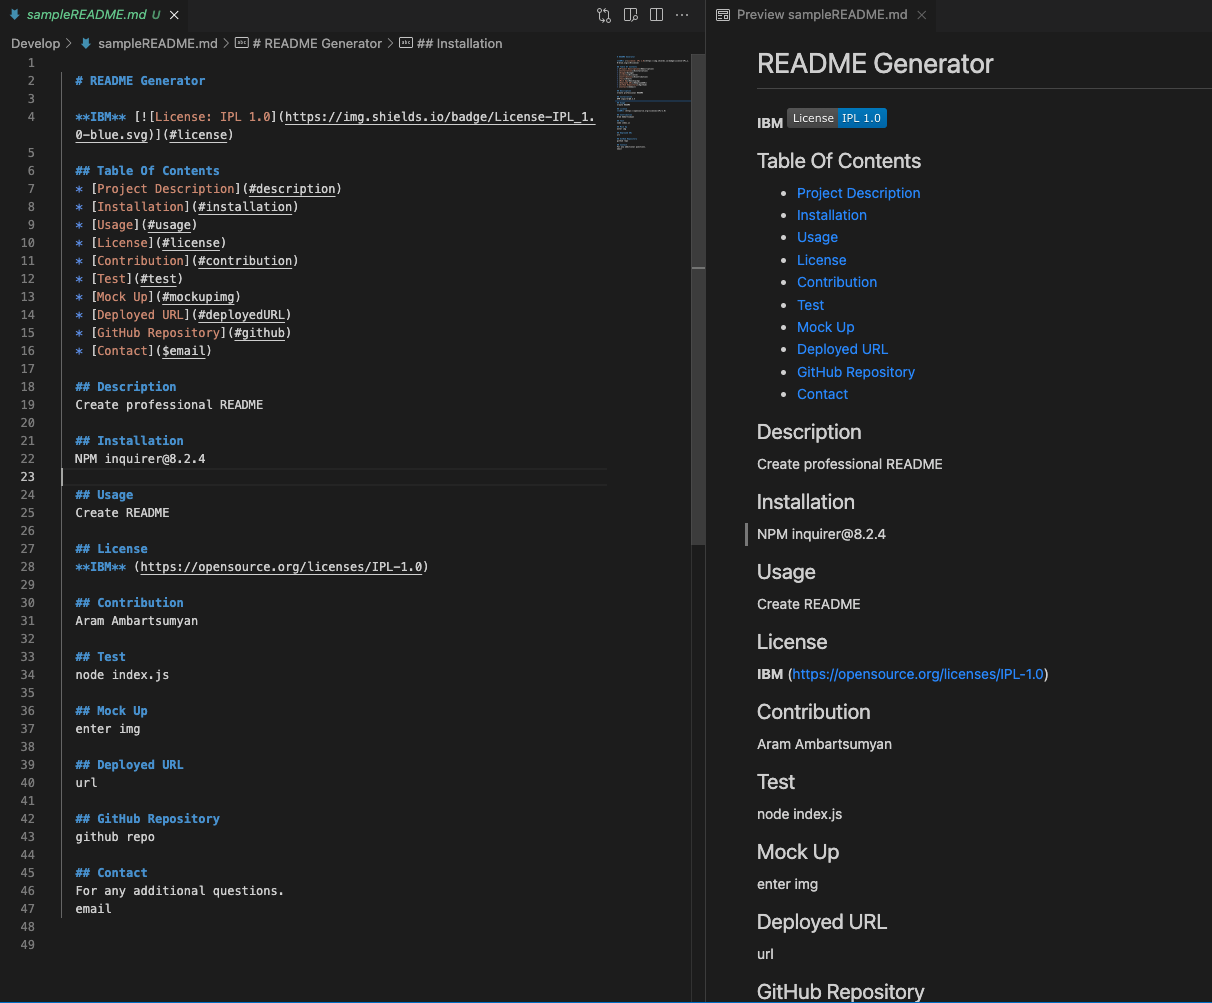 sampleREADME.md U
Develop > sampleREADME.md > # README Generator > ## Installation
1
2 # README Generator
3
4 **IBM** [![License: IPL 1.0](https://img.shields.io/badge/License-IPL_1.
0-blue.svg)](#license)
5
6 ## Table Of Contents
7 * [Project Description](#description)
8 * [Installation](#installation)
9 * [Usage](#usage)
10 * [License](#license)
11 * [Contribution](#contribution)
12 * [Test](#test)
13 * [Mock Up](#mockupimg)
14 * [Deployed URL](#deployedURL)
15 * [GitHub Repository](#github)
16 * [Contact]($email)
17
18 ## Description
19 Create professional README
20
21 ## Installation
22 NPM inquirer@8.2.4
23
24 ## Usage
25 Create README
26
27 ## License
28 **IBM** (https://opensource.org/licenses/IPL-1.0)
29
30 ## Contribution
31 Aram Ambartsumyan
32
33 ## Test
34 node index.js
35
36 ## Mock Up
37 enter img
38
39 ## Deployed URL
40 url
41
42 ## GitHub Repository
43 github repo
44
45 ## Contact
46 For any additional questions.
47 email
48
49
Preview sampleREADME.md
README Generator
IBM License IPL 1.0
Table Of Contents
• Project Description
• Installation
• Usage
• License
• Contribution
• Test
• Mock Up
• Deployed URL
• GitHub Repository
• Contact
Description
Create professional README
Installation
NPM inquirer@8.2.4
Usage
Create README
License
IBM (https://opensource.org/licenses/IPL-1.0)
Contribution
Aram Ambartsumyan
Test
node index.js
Mock Up
enter img
Deployed URL
url
GitHub Repository